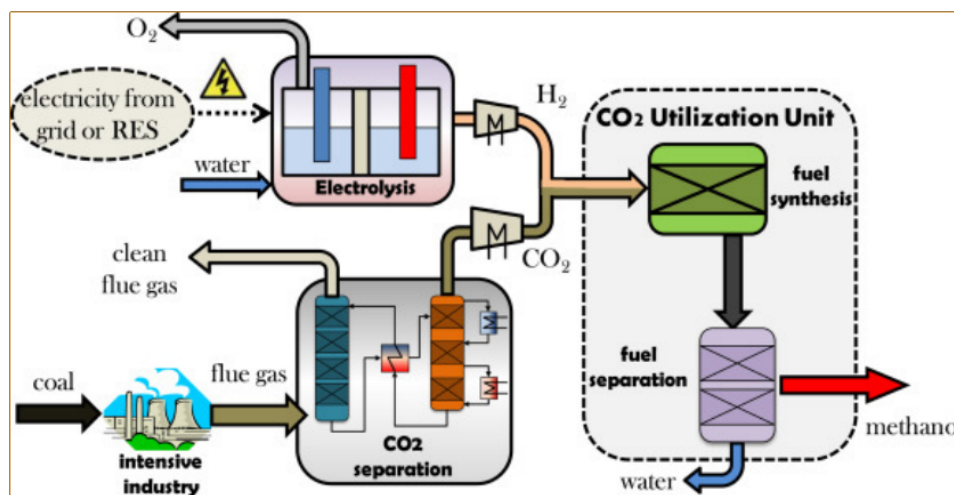 O₂
electricity from
grid or RES
water
Electrolysis
H₂
CO₂ Utilization Unit
fuel
synthesis
M
M
CO₂
clean
flue gas
M
M
fuel
separation
coal
flue gas
methano
intensive
industry
CO2
separation
water